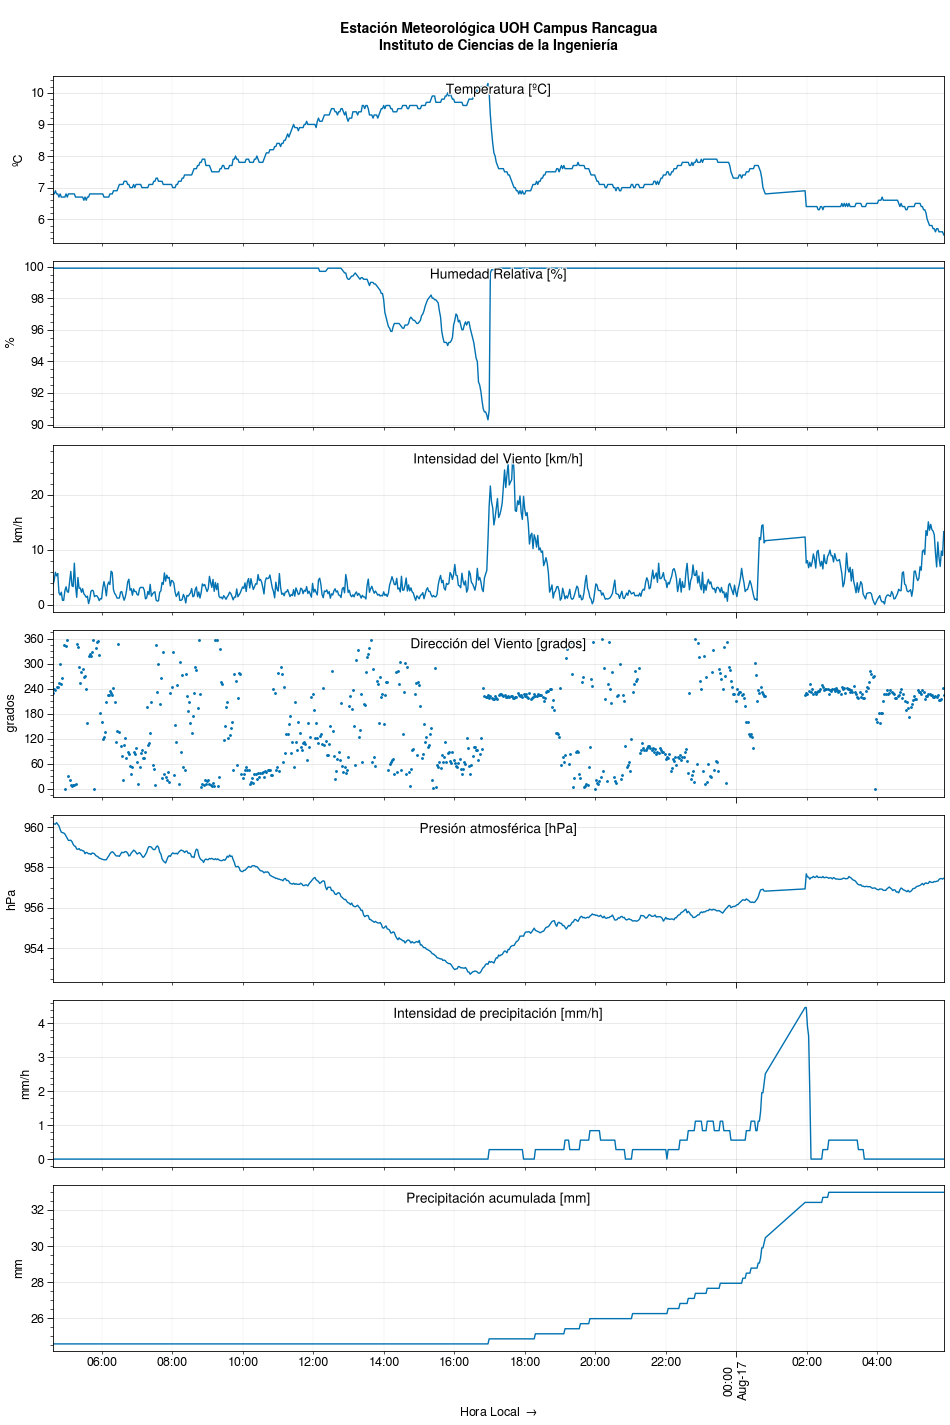 Estación Meteorológica UOH Campus Rancagua
Instituto de Ciencias de la Ingeniería
Temperatura [ºC]
ºC
10
9
8
7
6
Humedad Relativa [%]
%
100
98
96
94
92
90
Intensidad del Viento [km/h]
km/h
20
10
0
Dirección del Viento [grados]
grados
360
300
240
180
120
60
0
Presión atmosférica [hPa]
hPa
960
958
956
954
Intensidad de precipitación [mm/h]
mm/h
4
3
2
1
0
Precipitación acumulada [mm]
mm
32
30
28
26
06:00 08:00 10:00 12:00 14:00 16:00 18:00 20:00 22:00 00:00 02:00 04:00
Aug-17
Hora Local →